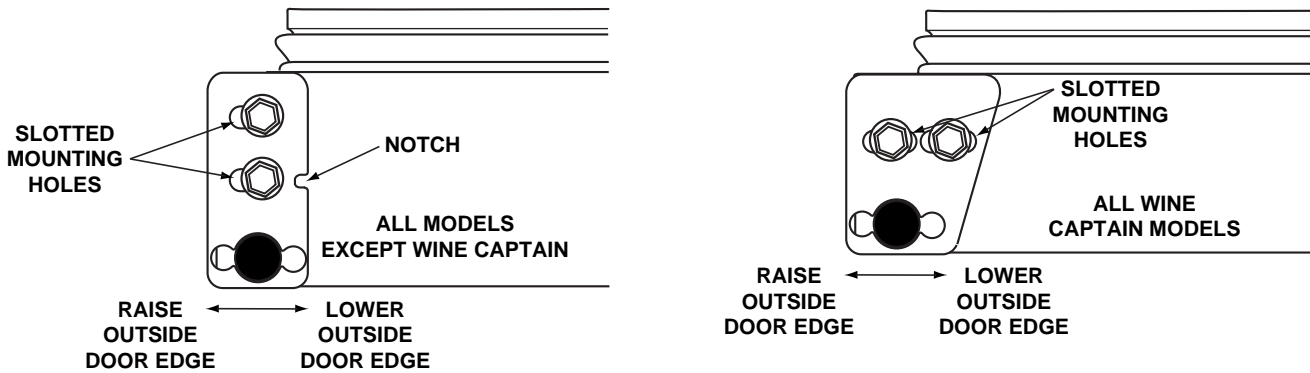 SLOTTED
MOUNTING
HOLES
NOTCH
ALL MODELS
EXCEPT WINE CAPTAIN
RAISE
OUTSIDE
DOOR EDGE
LOWER
OUTSIDE
DOOR EDGE
SLOTTED
MOUNTING
HOLES
ALL WINE
CAPTAIN MODELS
RAISE
OUTSIDE
DOOR EDGE
LOWER
OUTSIDE
DOOR EDGE